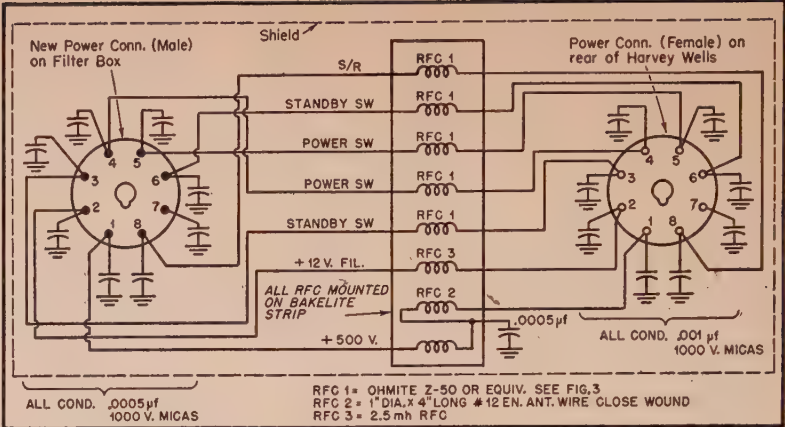 New Power Conn. (Male)
on Filter Box
Shield
Power Conn. (Female) on
rear of Harvey Wells
S/R
RFC 1
STANDBY SW
RFC 1
POWER SW
RFC 1
POWER SW
RFC 1
STANDBY SW
RFC 1
+12 V. FIL.
RFC 3
ALL RFC MOUNTED
ON BAKELITE
STRIP
RFC 2
.0005µf
+500 V.
4 5
3 6
2 7
1 8
4 5
3 6
2 7
1 8
ALL COND. .001 µf
1000 V. MICAS
ALL COND. .0005µf
1000 V. MICAS
RFC 1 = OHMITE Z-50 OR EQUIV. SEE FIG.3
RFC 2 = 1" DIA. X 4" LONG #12 EN. ANT. WIRE CLOSE WOUND
RFC 3 = 2.5 mh RFC